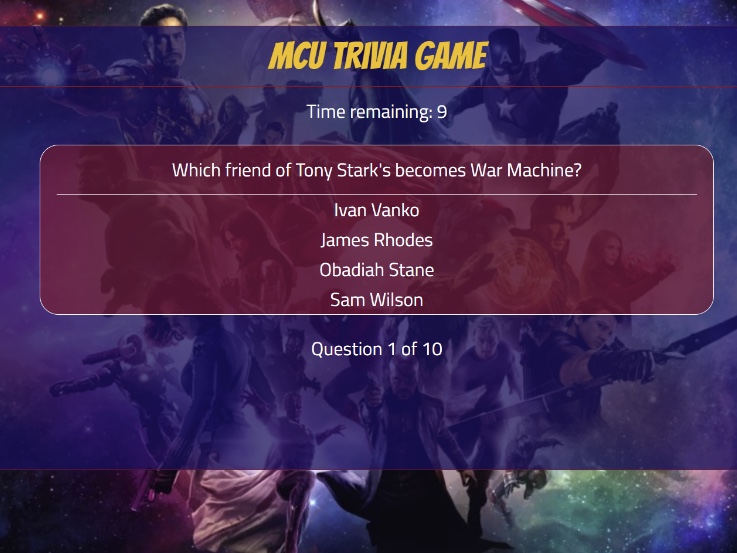 MCU TRIVIA GAME
Time remaining: 9
Which friend of Tony Stark's becomes War Machine?
Ivan Vanko
James Rhodes
Obadiah Stane
Sam Wilson
Question 1 of 10